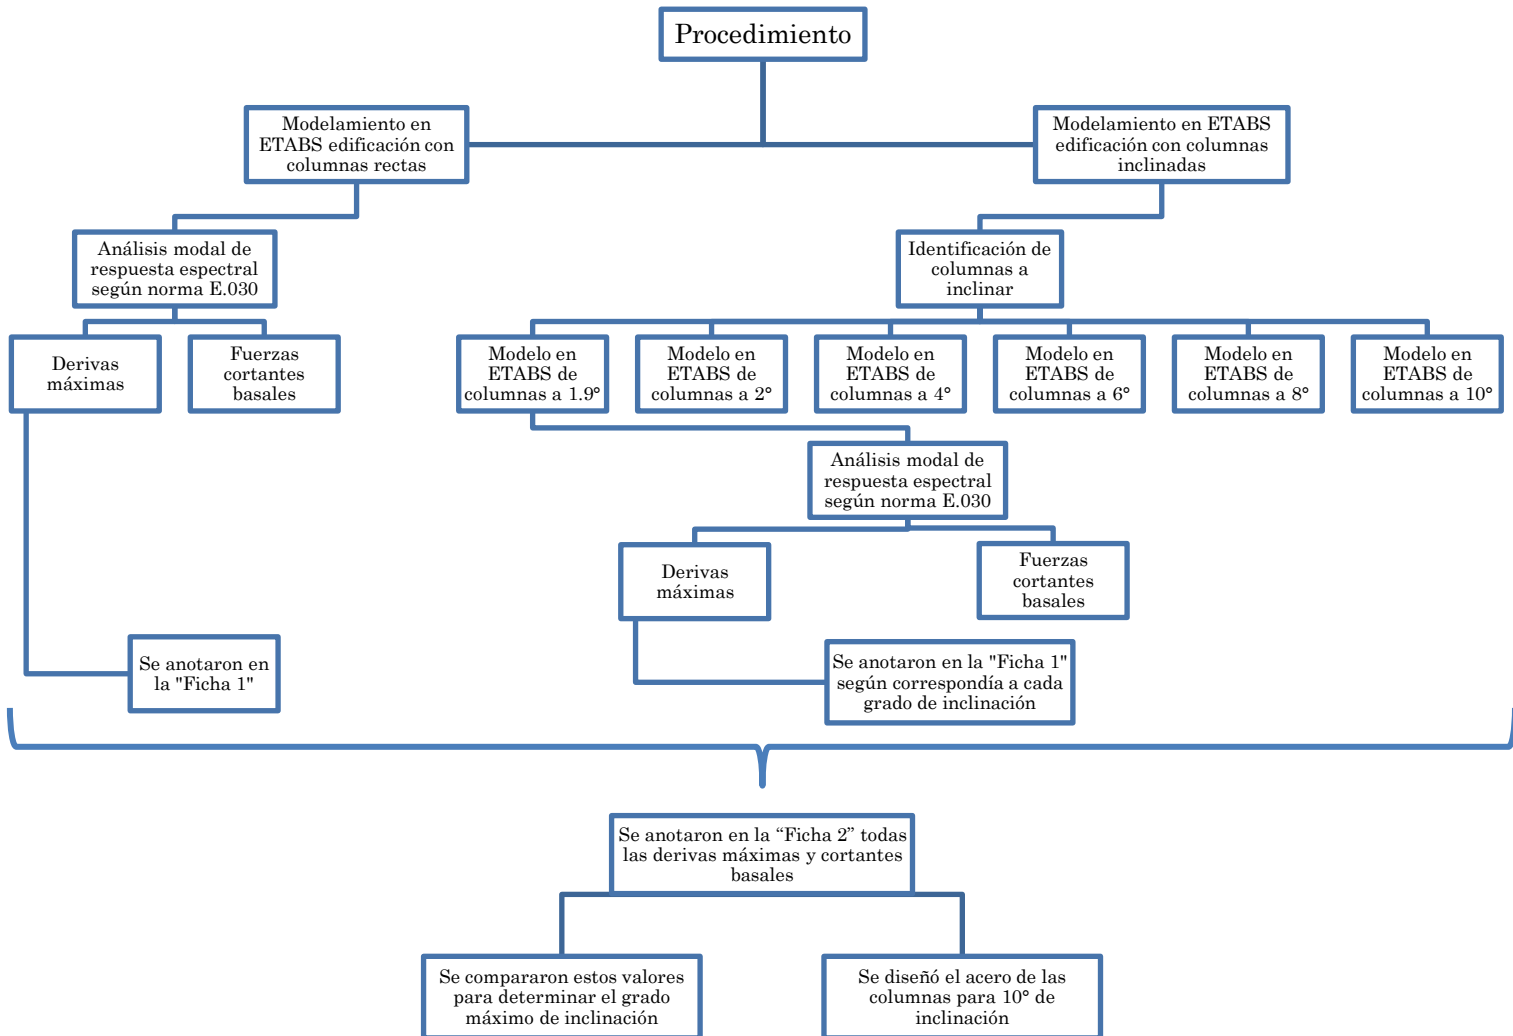 Procedimiento
Modelamiento en
ETABS edificación con
columnas rectas
Modelamiento en ETABS
edificación con columnas
inclinadas
Análisis modal de
respuesta espectral
según norma E.030
Identificación de
columnas a
inclinar
Derivas
máximas
Fuerzas
cortantes
basales
Modelo en
ETABS de
columnas a 1.9°
Modelo en
ETABS de
columnas a 2°
Modelo en
ETABS de
columnas a 4°
Modelo en
ETABS de
columnas a 6°
Modelo en
ETABS de
columnas a 8°
Modelo en
ETABS de
columnas a 10°
Análisis modal de
respuesta espectral
según norma E.030
Derivas
máximas
Fuerzas
cortantes
basales
Se anotaron en
la "Ficha 1"
Se anotaron en la "Ficha 1"
según correspondía a cada
grado de inclinación
Se anotaron en la “Ficha 2” todas
las derivas máximas y cortantes
basales
Se compararon estos valores
para determinar el grado
máximo de inclinación
Se diseñó el acero de las
columnas para 10° de
inclinación